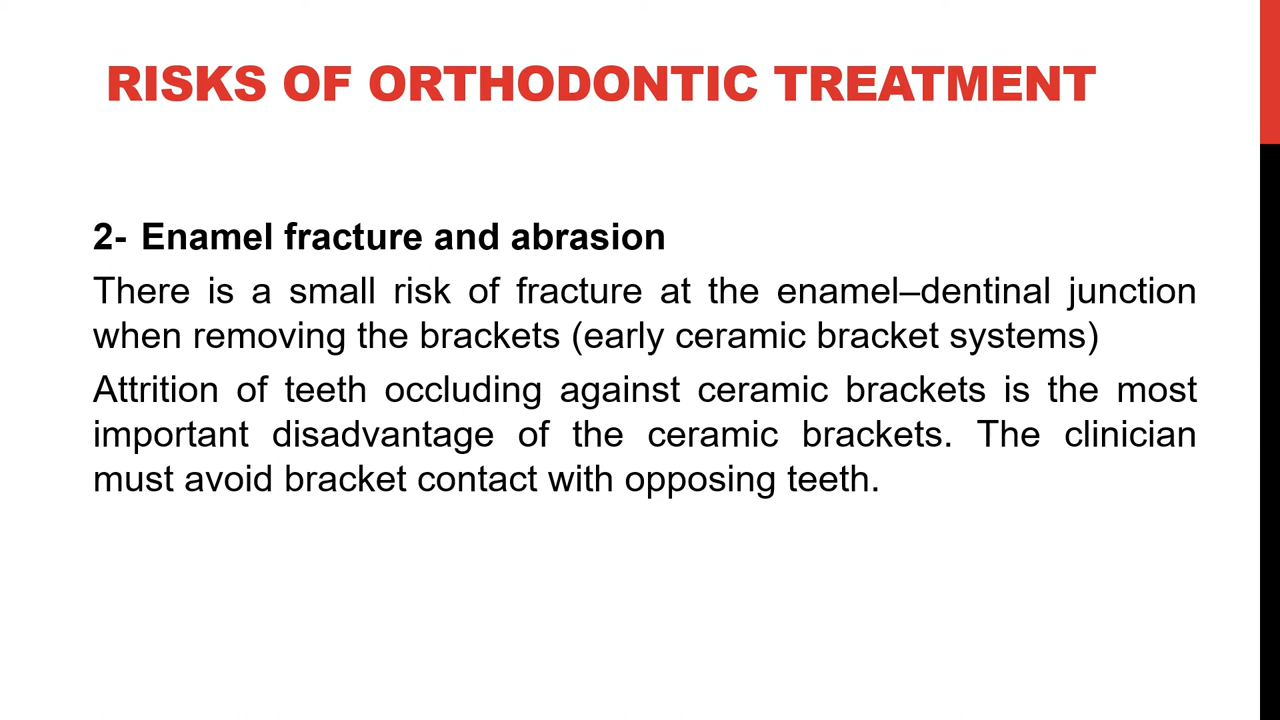 RISKS OF ORTHODONTIC TREATMENT
2- Enamel fracture and abrasion
There is a small risk of fracture at the enamel–dentinal junction
when removing the brackets (early ceramic bracket systems)
Attrition of teeth occluding against ceramic brackets is the most
important disadvantage of the ceramic brackets. The clinician
must avoid bracket contact with opposing teeth.